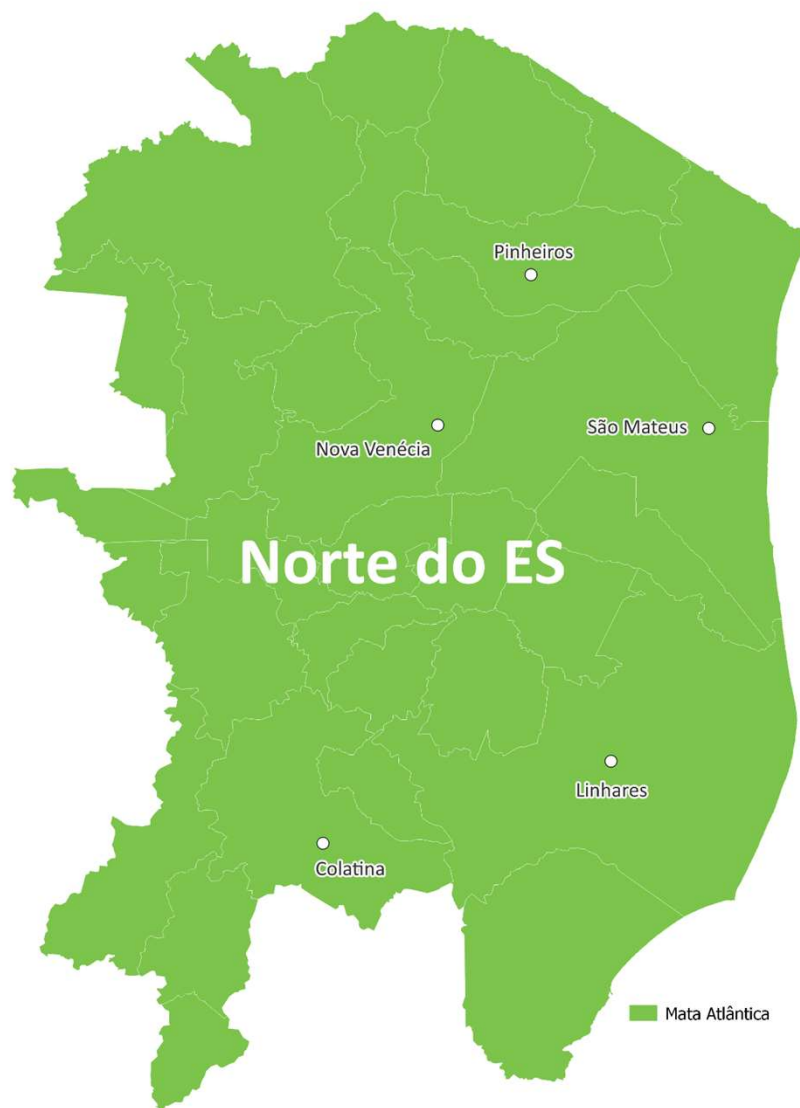 Pinheiros
São Mateus
Nova Venécia
Norte do ES
Linhares
Colatina
Mata Atlântica